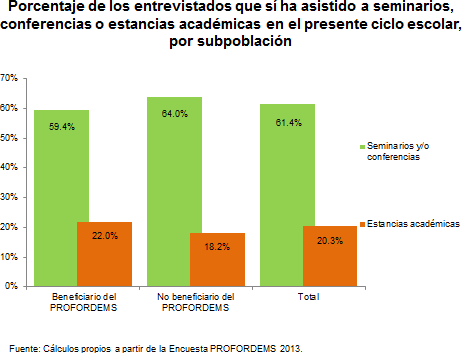 Porcentaje de los entrevistados que sí ha asistido a seminarios,
conferencias o estancias académicas en el presente ciclo escolar,
por subpoblación
70%
60%
50%
40%
30%
20%
10%
0%
59.4%
22.0%
64.0%
18.2%
61.4%
20.3%
Seminarios y/o
conferencias
Estancias académicas
Beneficiario del
PROFORDEMS
No beneficiario del
PROFORDEMS
Total
Fuente: Cálculos propios a partir de la Encuesta PROFORDEMS 2013.